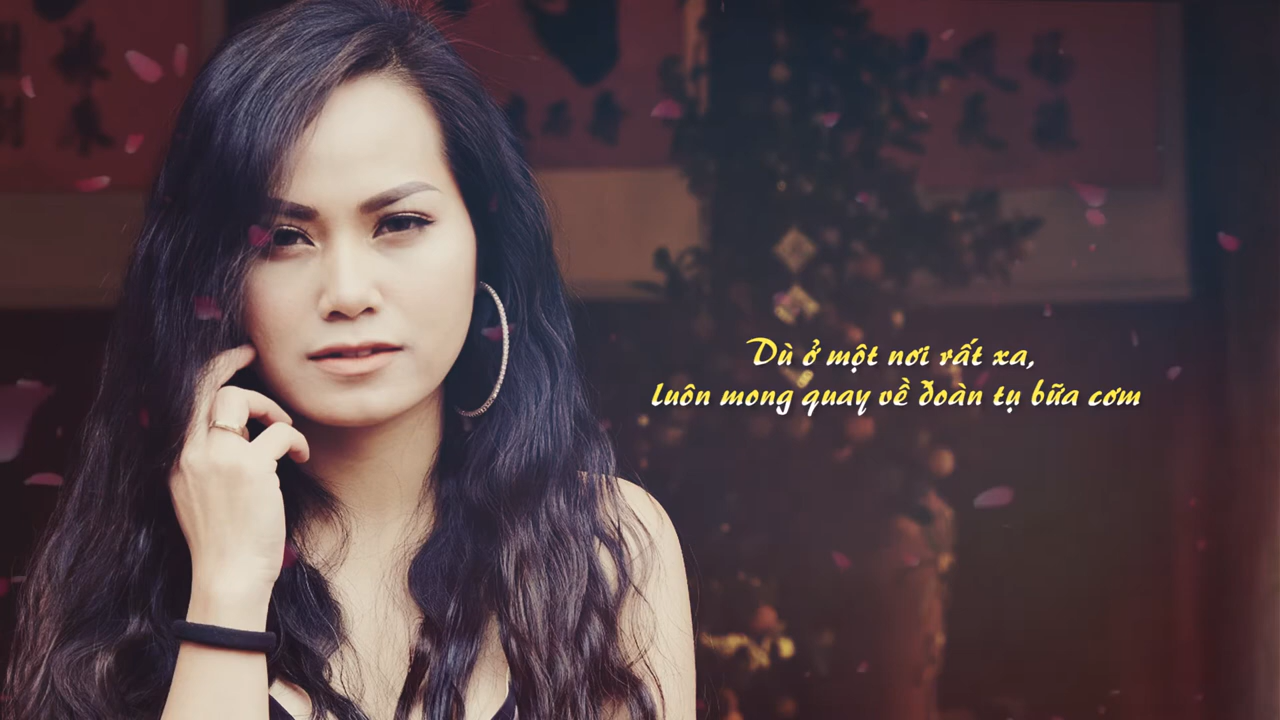 Dù ở một nơi rất xa,
luôn mong quay về đoàn tụ bữa cơm